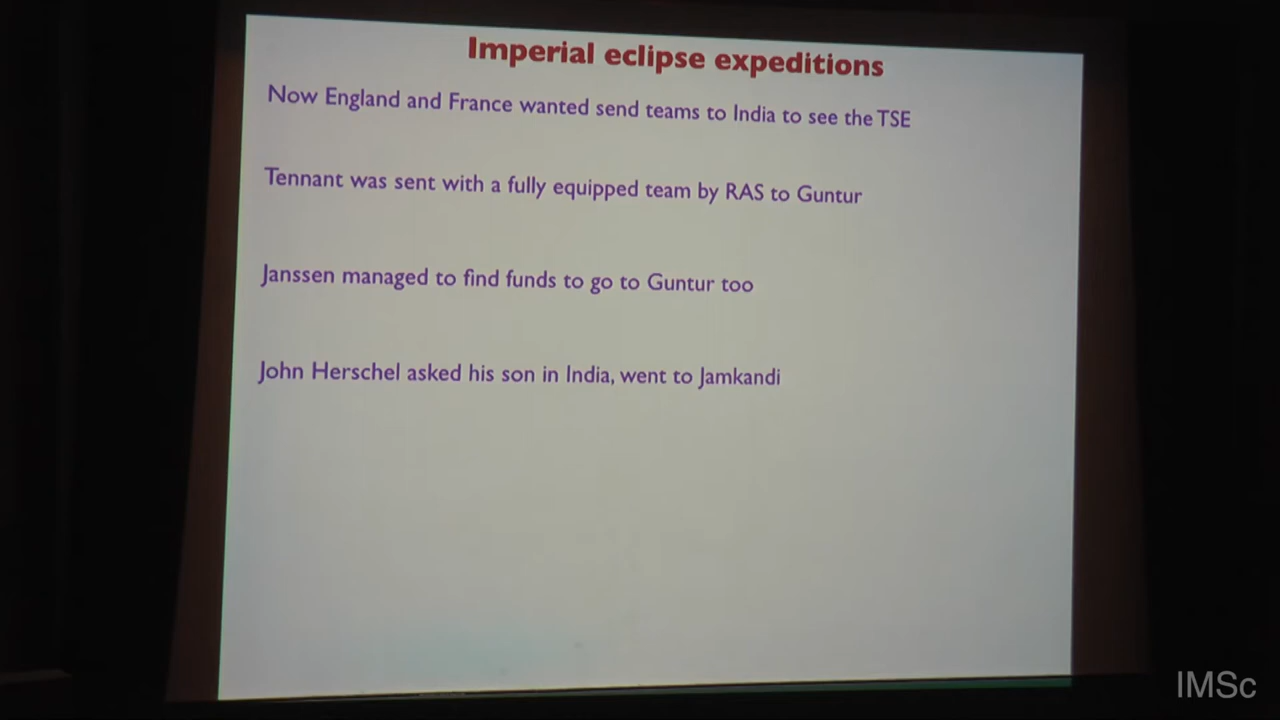 Imperial eclipse expeditions
Now England and France wanted send teams to India to see the TSE
Tennant was sent with a fully equipped team by RAS to Guntur
Janssen managed to find funds to go to Guntur too
John Herschel asked his son in India, went to Jamkandi
IMSc